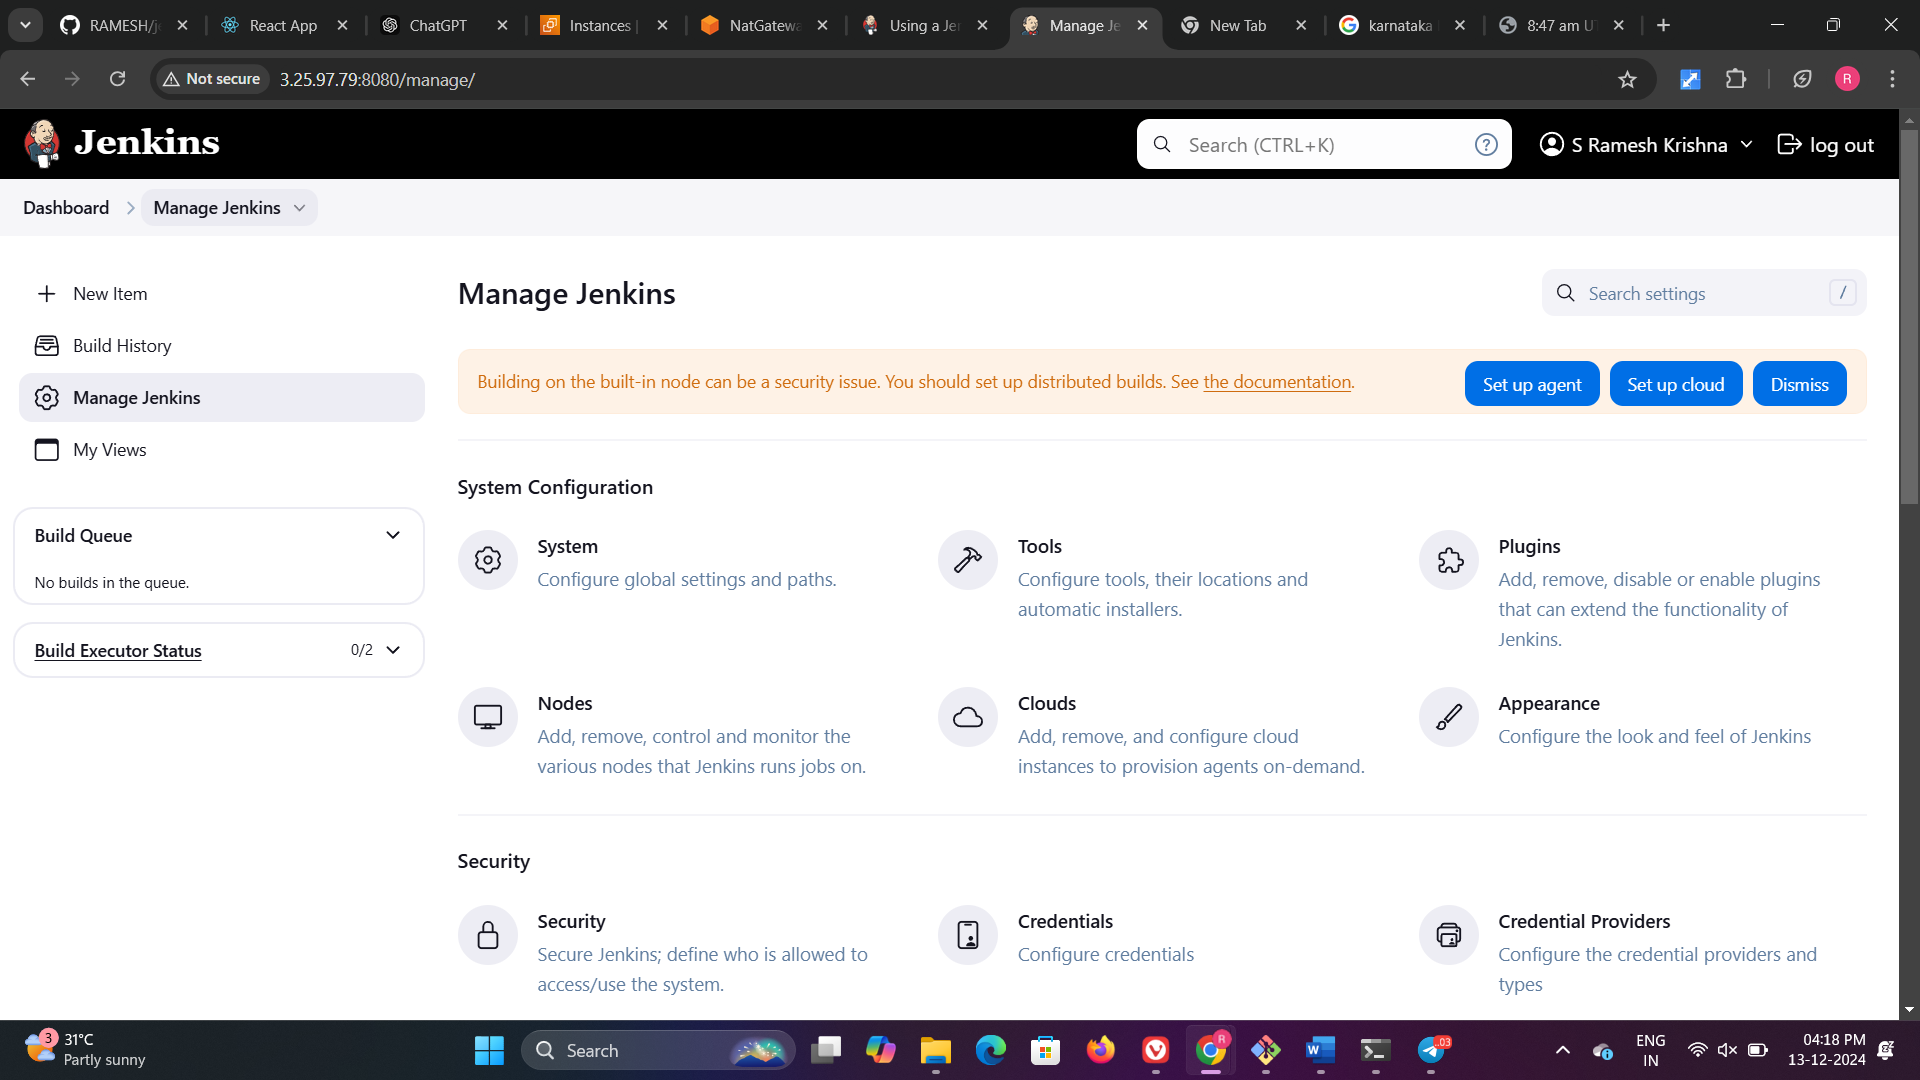 RAMESH/je
React App
ChatGPT
Instances |
NatGatewa
Using a Jen
Manage Je
New Tab
karnataka
8:47 am U
Not secure
3.25.97.79:8080/manage/
R
Jenkins
Search (CTRL+K)
?
S Ramesh Krishna
log out
Dashboard
Manage Jenkins
New Item
Build History
Manage Jenkins
My Views
Build Queue
No builds in the queue.
Build Executor Status
0/2
Manage Jenkins
Search settings
/
Building on the built-in node can be a security issue. You should set up distributed builds. See the documentation.
Set up agent
Set up cloud
Dismiss
System Configuration
System
Configure global settings and paths.
Tools
Configure tools, their locations and
automatic installers.
Plugins
Add, remove, disable or enable plugins
that can extend the functionality of
Jenkins.
Nodes
Add, remove, control and monitor the
various nodes that Jenkins runs jobs on.
Clouds
Add, remove, and configure cloud
instances to provision agents on-demand.
Appearance
Configure the look and feel of Jenkins
Security
Security
Secure Jenkins; define who is allowed to
access/use the system.
Credentials
Configure credentials
Credential Providers
Configure the credential providers and
types
3
31°C
Partly sunny
Search
R
W
.03
ENG
IN
04:18 PM
13-12-2024